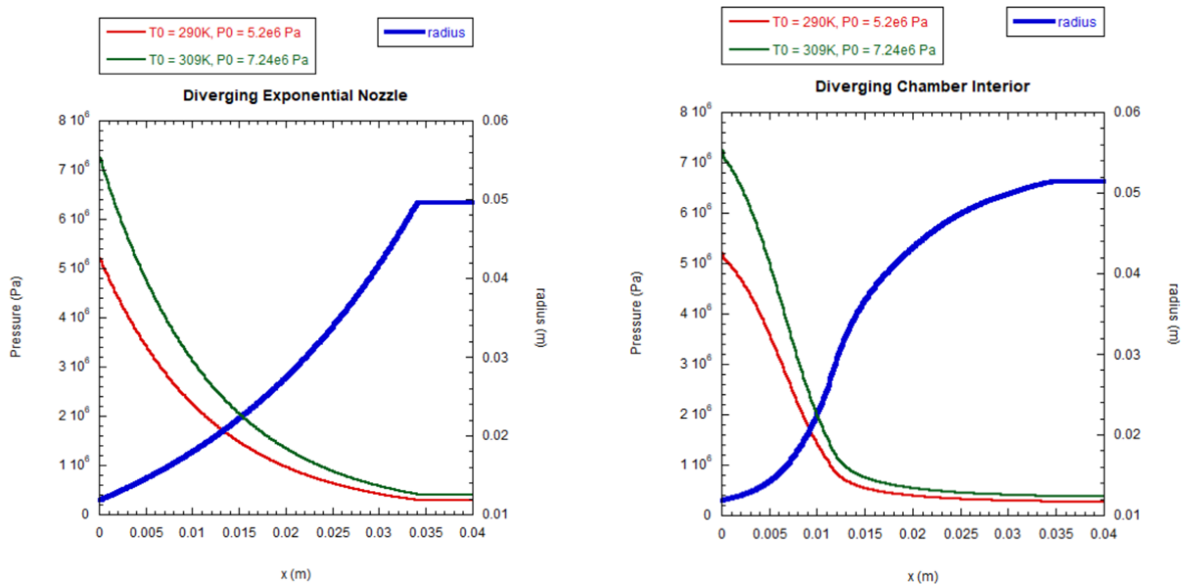 T0 = 290K, P0 = 5.2e6 Pa
T0 = 309K, P0 = 7.24e6 Pa
radius
Diverging Exponential Nozzle
8 10⁶
7 10⁶
6 10⁶
5 10⁶
4 10⁶
3 10⁶
2 10⁶
1 10⁶
0
Pressure (Pa)
0.06
0.05
0.04
0.03
0.02
0.01
radius (m)
0 0.005 0.01 0.015 0.02 0.025 0.03 0.035 0.04
x (m)
T0 = 290K, P0 = 5.2e6 Pa
T0 = 309K, P0 = 7.24e6 Pa
radius
Diverging Chamber Interior
8 10⁶
7 10⁶
6 10⁶
5 10⁶
4 10⁶
3 10⁶
2 10⁶
1 10⁶
0
Pressure (Pa)
0.06
0.05
0.04
0.03
0.02
0.01
radius (m)
0 0.005 0.01 0.015 0.02 0.025 0.03 0.035 0.04
x (m)